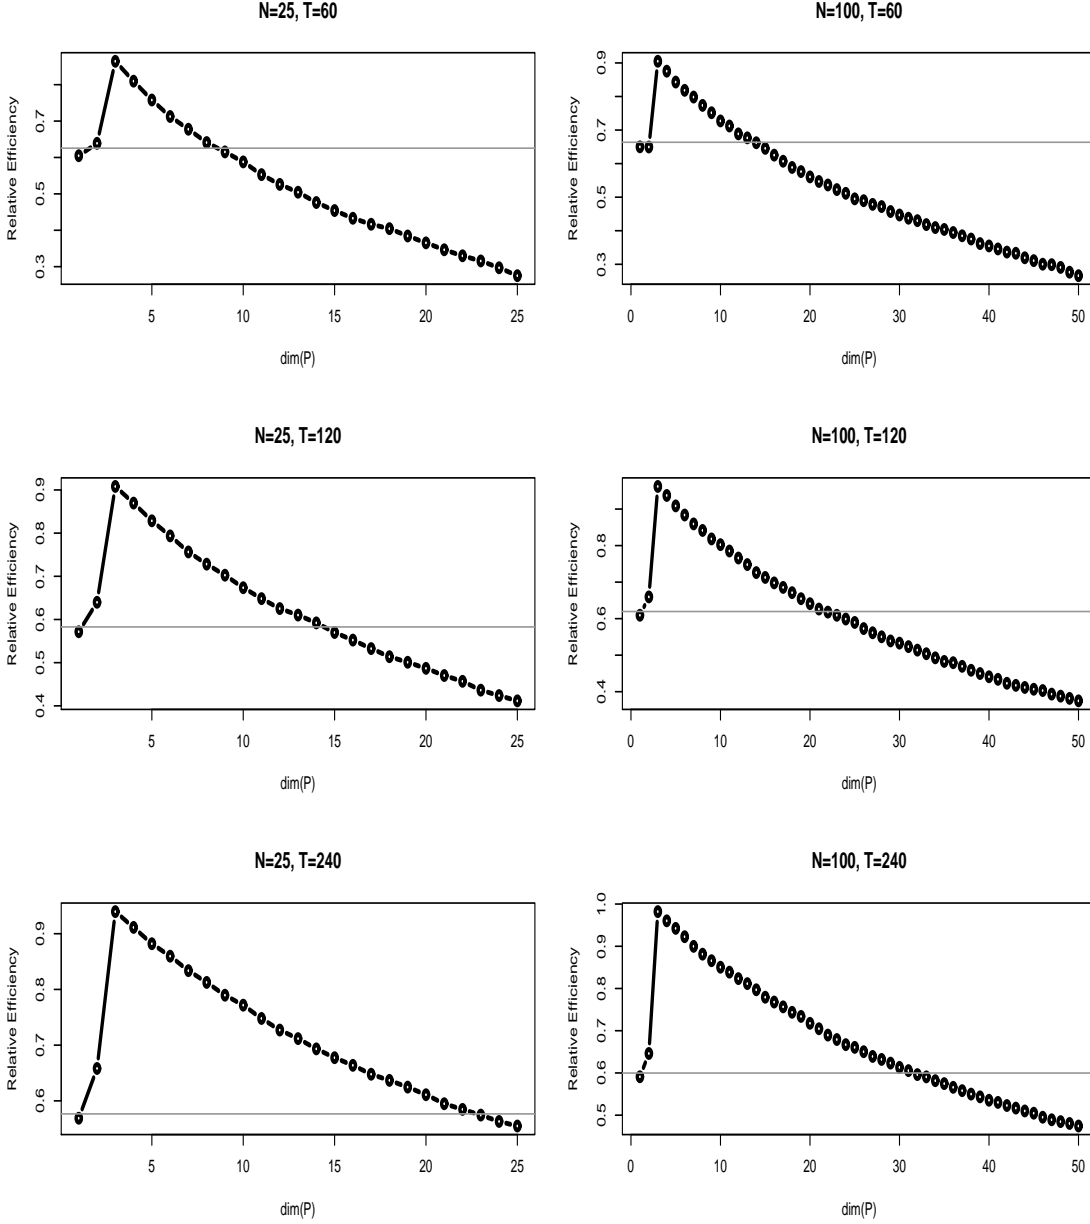 N=25, T=60
Relative Efficiency
0.3 0.5 0.7
5 10 15 20 25
dim(P)
N=100, T=60
Relative Efficiency
0.3 0.5 0.7 0.9
0 10 20 30 40 50
dim(P)
N=25, T=120
Relative Efficiency
0.4 0.5 0.6 0.7 0.8 0.9
5 10 15 20 25
dim(P)
N=100, T=120
Relative Efficiency
0.4 0.6 0.8
0 10 20 30 40 50
dim(P)
N=25, T=240
Relative Efficiency
0.6 0.7 0.8 0.9
5 10 15 20 25
dim(P)
N=100, T=240
Relative Efficiency
0.5 0.6 0.7 0.8 0.9 1.0
0 10 20 30 40 50
dim(P)